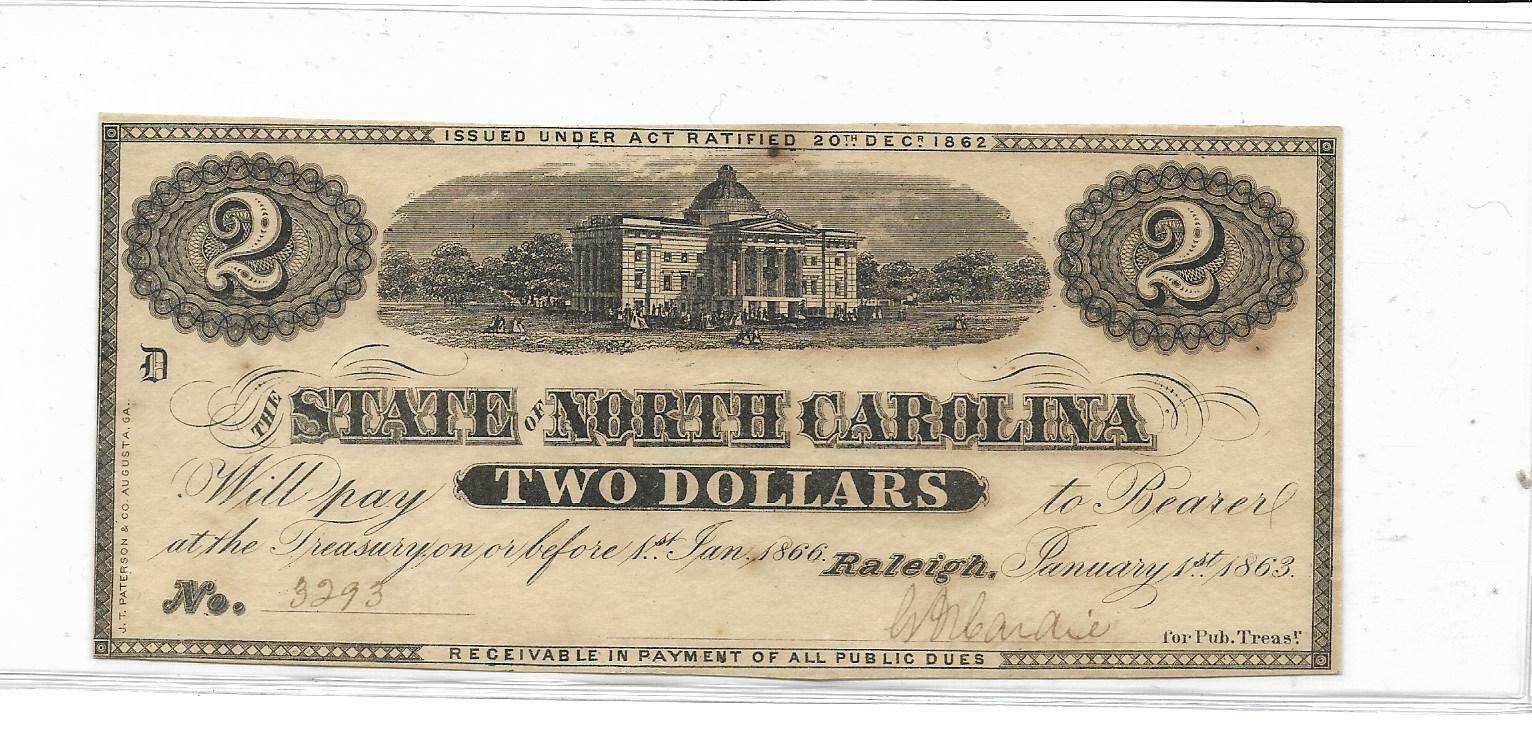 ISSUED UNDER ACT RATIFIED 20TH DECR 1862
2 2
D
THE STATE OF NORTH CAROLINA
Will pay TWO DOLLARS to Bearer
at the Treasury, on or before 1st Jan. 1866. Raleigh, January 1st 1863.
No. 3293
for Pub. Treasr
RECEIVABLE IN PAYMENT OF ALL PUBLIC DUES
J. T. PATERSON & CO. AUGUSTA, GA.